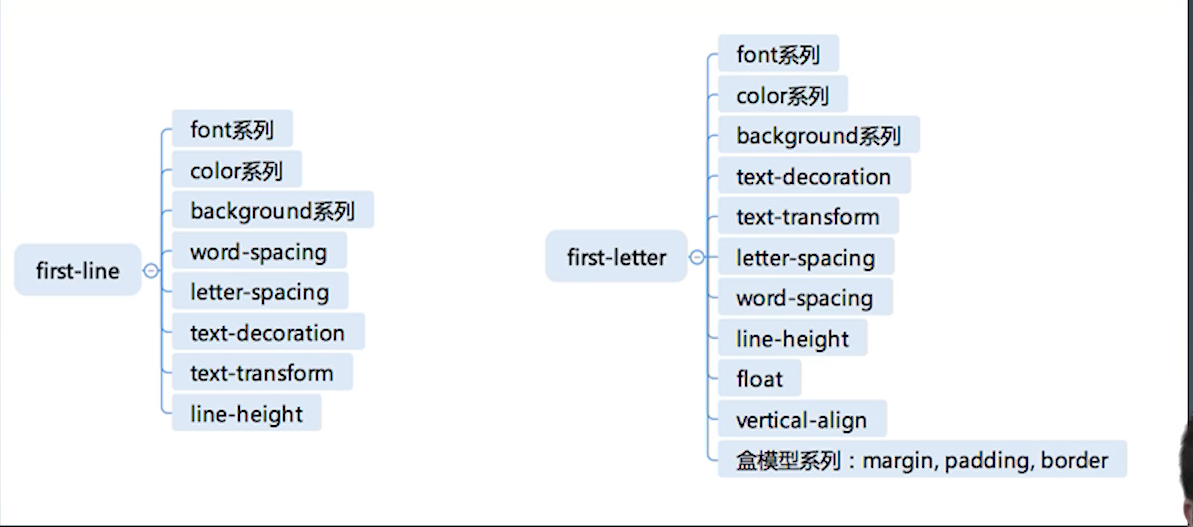 first-line
font系列
color系列
background系列
word-spacing
letter-spacing
text-decoration
text-transform
line-height
first-letter
font系列
color系列
background系列
text-decoration
text-transform
letter-spacing
word-spacing
line-height
float
vertical-align
盒模型系列：margin, padding, border